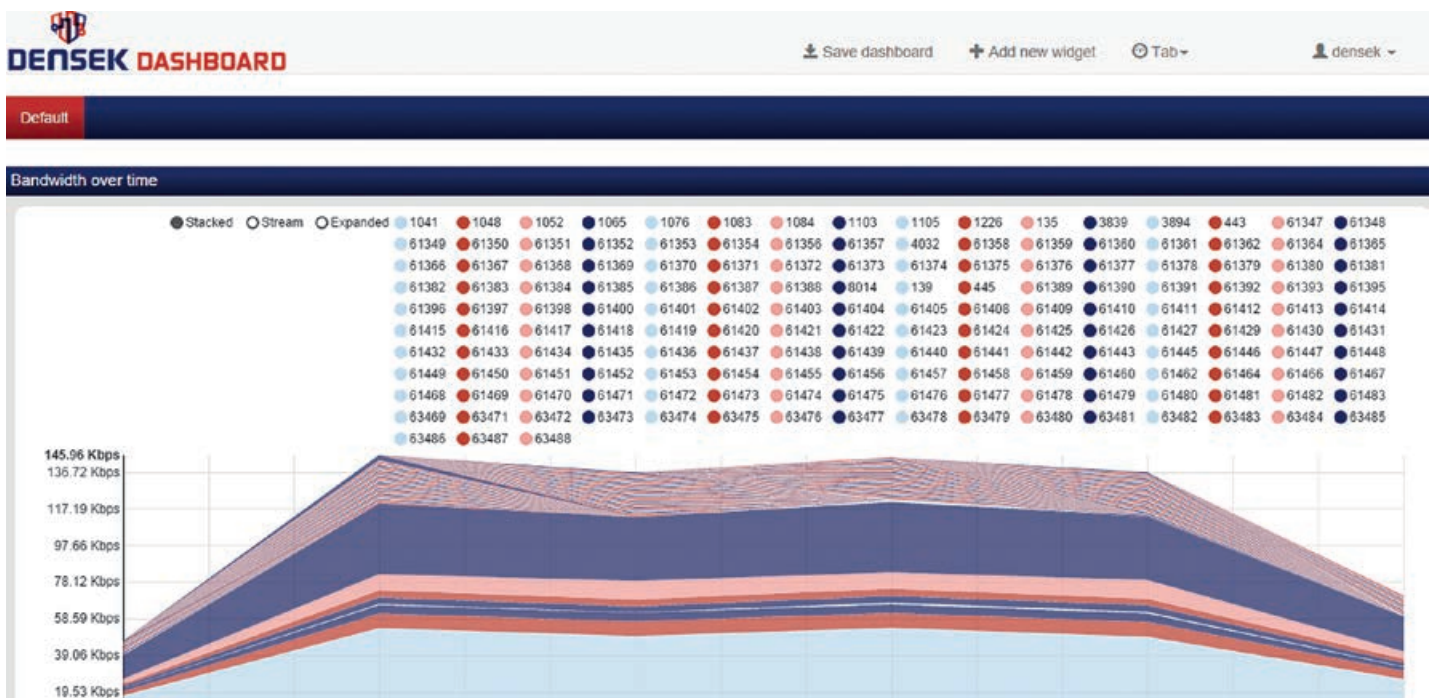 DENSEK DASHBOARD
Save dashboard Add new widget Tab densek
Default
Bandwidth over time
Stacked Stream Expanded 1041 1048 1052 1065 1076 1083 1084 1103 1105 1226 135 3839 3894 443 61347 61348
61349 61350 61351 61352 61353 61354 61356 61357 4032 61358 61359 61360 61361 61362 61364 61365
61366 61367 61368 61369 61370 61371 61372 61373 61374 61375 61376 61377 61378 61379 61380 61381
61382 61383 61384 61385 61386 61387 61388 8014 139 445 61389 61390 61391 61392 61393 61395
61396 61397 61398 61400 61401 61402 61403 61404 61405 61408 61409 61410 61411 61412 61413 61414
61415 61416 61417 61418 61419 61420 61421 61422 61423 61424 61425 61426 61427 61429 61430 61431
61432 61433 61434 61435 61436 61437 61438 61439 61440 61441 61442 61443 61445 61446 61447 61448
61449 61450 61451 61452 61453 61454 61455 61456 61457 61458 61459 61460 61462 61464 61466 61467
61468 61469 61470 61471 61472 61473 61474 61475 61476 61477 61478 61479 61480 61481 61482 61483
63469 63471 63472 63473 63474 63475 63476 63477 63478 63479 63480 63481 63482 63483 63484 63485
63486 63487 63488
145.96 Kbps
136.72 Kbps
117.19 Kbps
97.66 Kbps
78.12 Kbps
58.59 Kbps
39.06 Kbps
19.53 Kbps